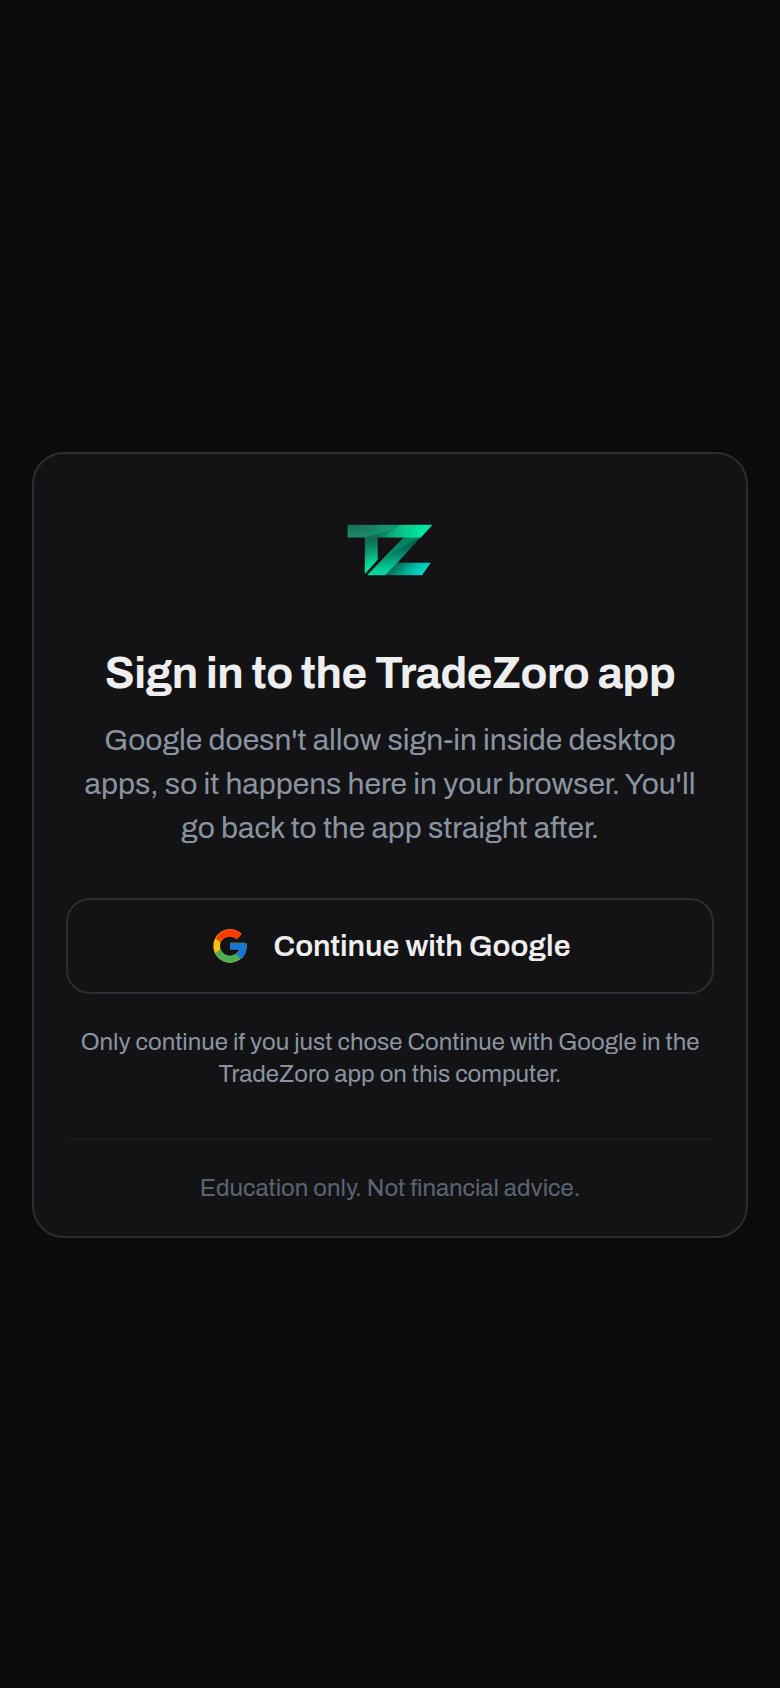 TZ
Sign in to the TradeZoro app
Google doesn't allow sign-in inside desktop
apps, so it happens here in your browser. You'll
go back to the app straight after.
Continue with Google
Only continue if you just chose Continue with Google in the
TradeZoro app on this computer.
Education only. Not financial advice.